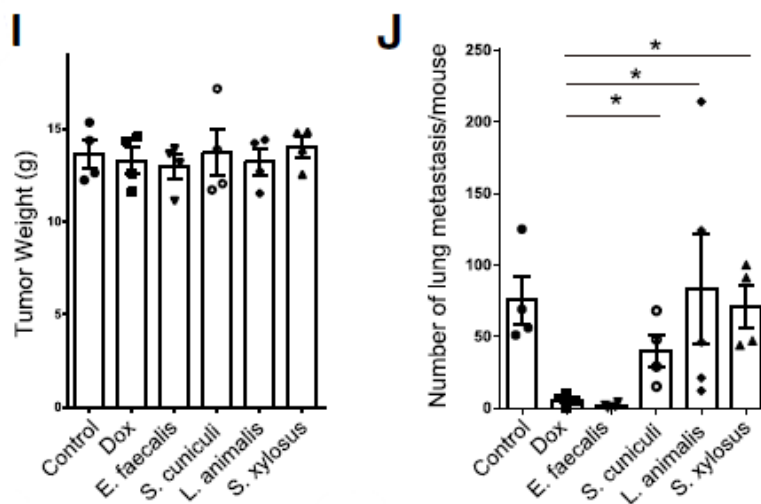 I
Tumor Weight (g)
15
10
5
0
Control
Dox
E. faecalis
S. cuniculi
L. animalis
S. xylosus
J
Number of lung metastasis/mouse
250
200
150
100
50
0
*
*
*
Control
Dox
E. faecalis
S. cuniculi
L. animalis
S. xylosus